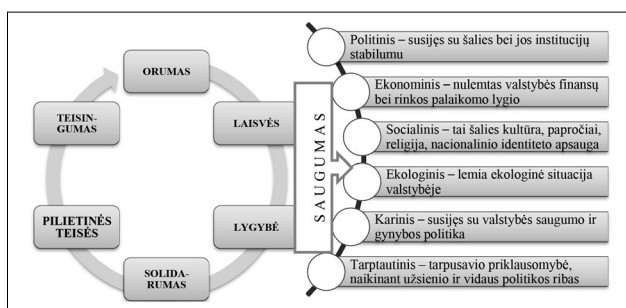 ORUMAS
TEISIN-
GUMAS
LAISVĖS
PILIETINĖS
TEISĖS
LYGYBĖ
SOLIDA-
RUMAS
SAUGUMAS
Politinis – susijęs su šalies bei jos institucijų
stabilumu
Ekonominis – nulemtas valstybės finansų
bei rinkos palaikomo lygio
Socialinis – tai šalies kultūra, papročiai,
religija, nacionalinio identiteto apsauga
Ekologinis – lemia ekologinė situacija
valstybėje
Karinis – susijęs su valstybės saugumo ir
gynybos politika
Tarptautinis – tarpusavio priklausomybė,
naikinant užsienio ir vidaus politikos ribas